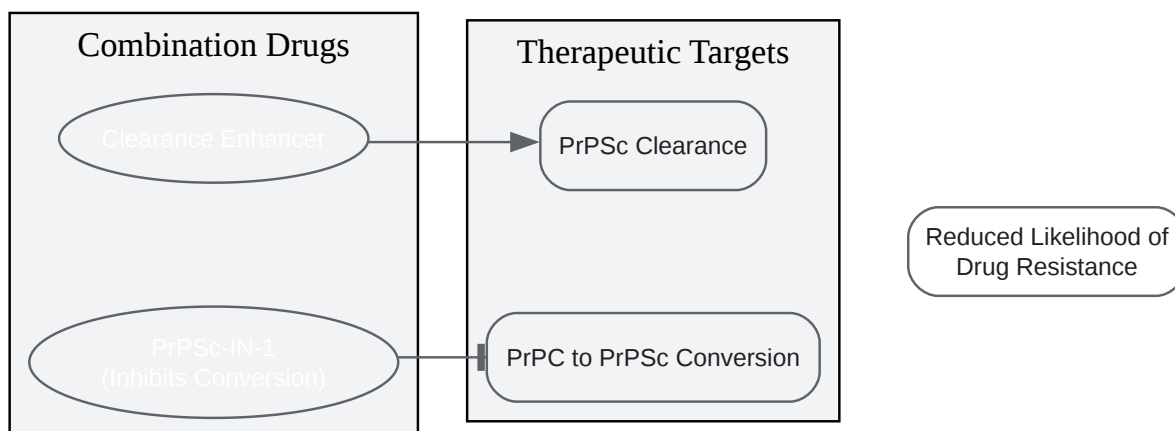 Combination Drugs
Therapeutic Targets
Clearance Enhancer
PrPSc Clearance
Reduced Likelihood of
Drug Resistance
PrPSc-IN-1
(Inhibits Conversion)
PrPC to PrPSc Conversion